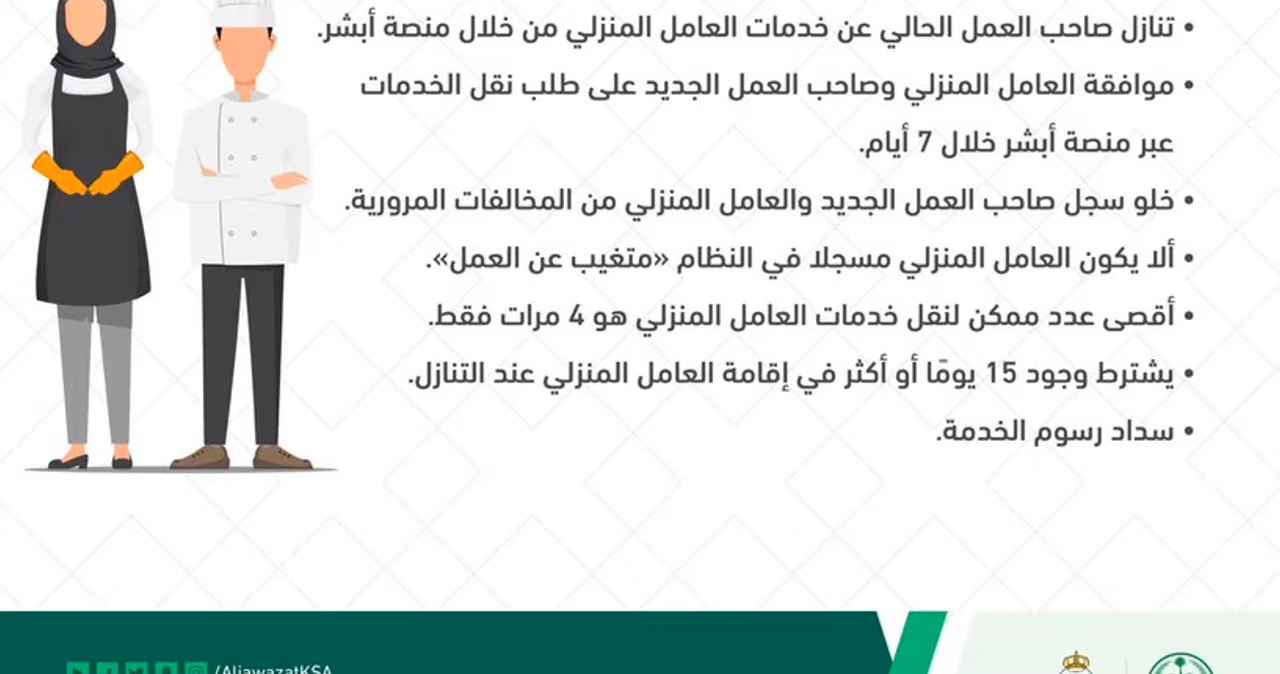 • تنازل صاحب العمل الحالي عن خدمات العامل المنزلي من خلال منصة أبشر.
• موافقة العامل المنزلي وصاحب العمل الجديد على طلب نقل الخدمات
عبر منصة أبشر خلال 7 أيام.
• خلو سجل صاحب العمل الجديد والعامل المنزلي من المخالفات المرورية.
• ألا يكون العامل المنزلي مسجلا في النظام «متغيب عن العمل».
• أقصى عدد ممكن لنقل خدمات العامل المنزلي هو 4 مرات فقط.
• يشترط وجود 15 يومًا أو أكثر في إقامة العامل المنزلي عند التنازل.
• سداد رسوم الخدمة.
/AljawazatKSA